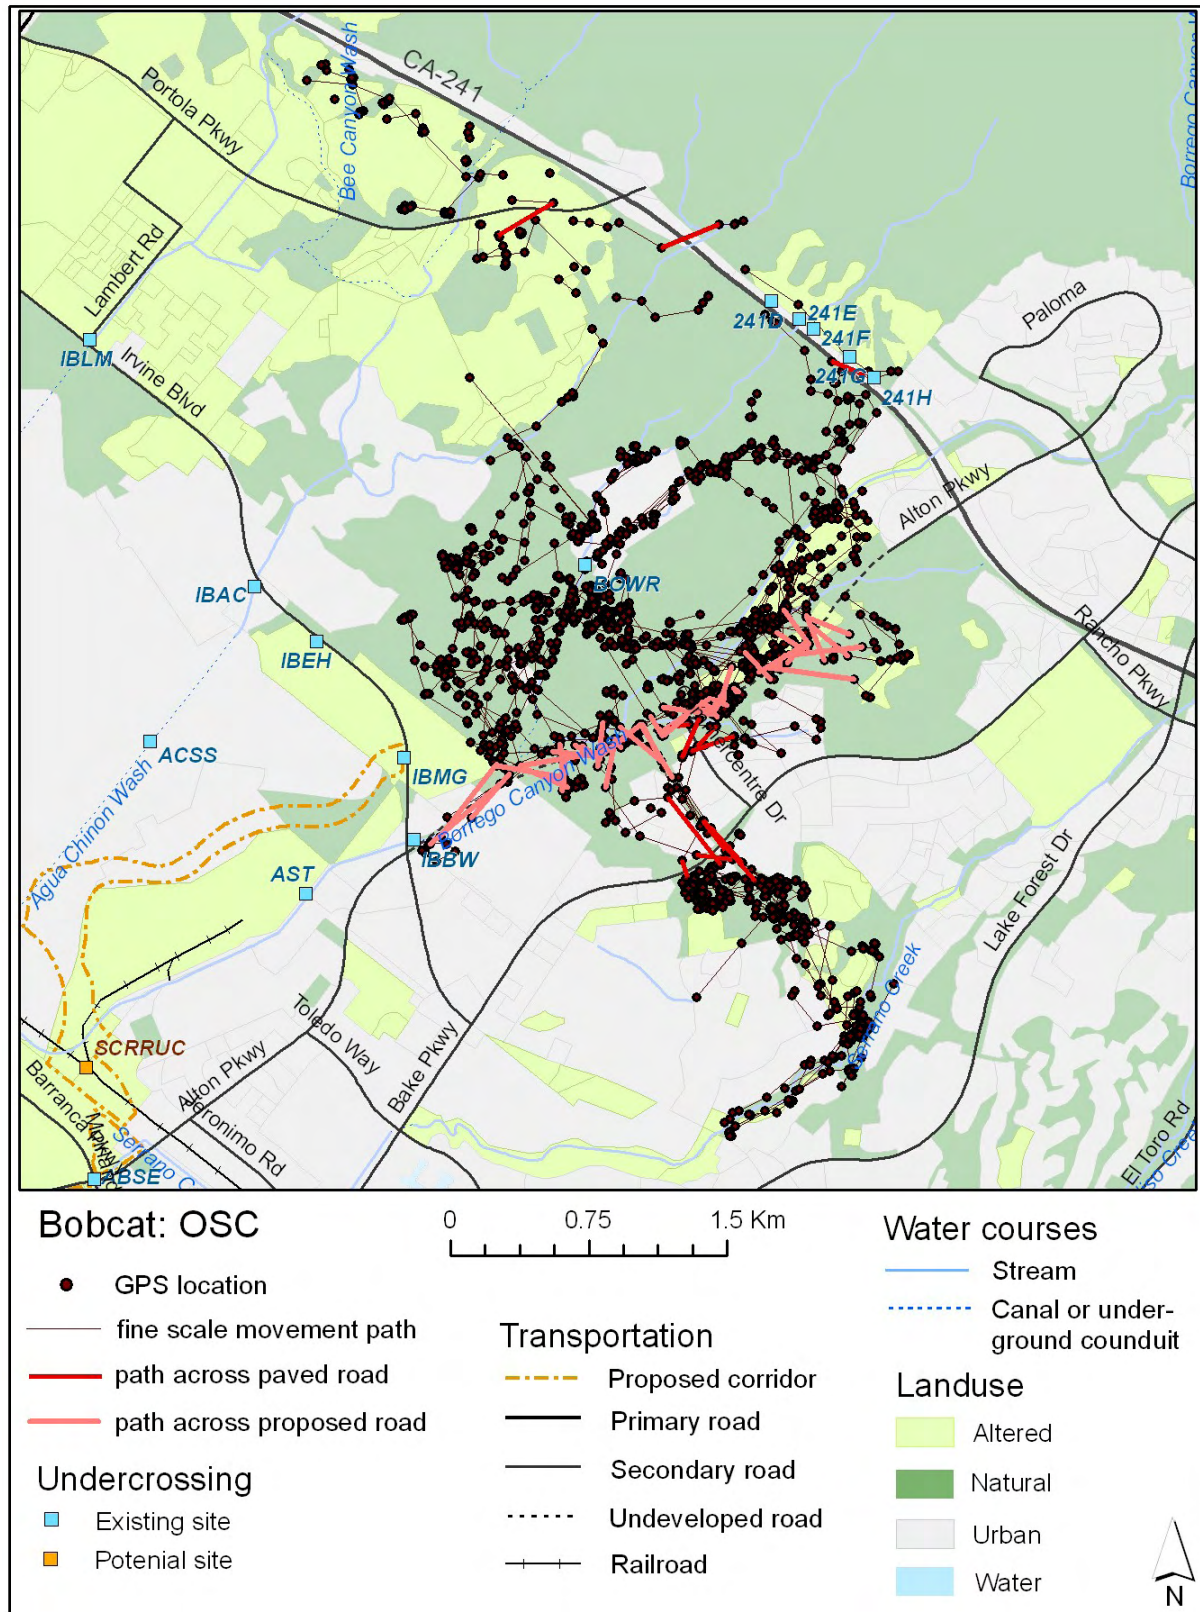 CA-241
Portola Pkwy
Bee Canyon Wash
Borrego Canyon
Lambert Rd
Paloma
241D
241E
241F
241G
241H
IBLM
Irvine Blvd
Alton Pkwy
BOWR
IBAC
IBEH
Rancho Pkwy
ACSS
IBMG
Agua Chinon Wash
Borrego Canyon Wash
IBBW
AST
Lake Forest Dr
Serrano Creek
Toledo Way
SCRRUC
Alton Pkwy
Bake Pkwy
Barranca Pkwy
Jeronimo Rd
Serrano C
ABSE
El Toro Rd
Bobcat: OSC
GPS location
fine scale movement path
path across paved road
path across proposed road
Undercrossing
Existing site
Potenial site
0 0.75 1.5 Km
Transportation
Proposed corridor
Primary road
Secondary road
Undeveloped road
Railroad
Water courses
Stream
Canal or under-
ground counduit
Landuse
Altered
Natural
Urban
Water
N